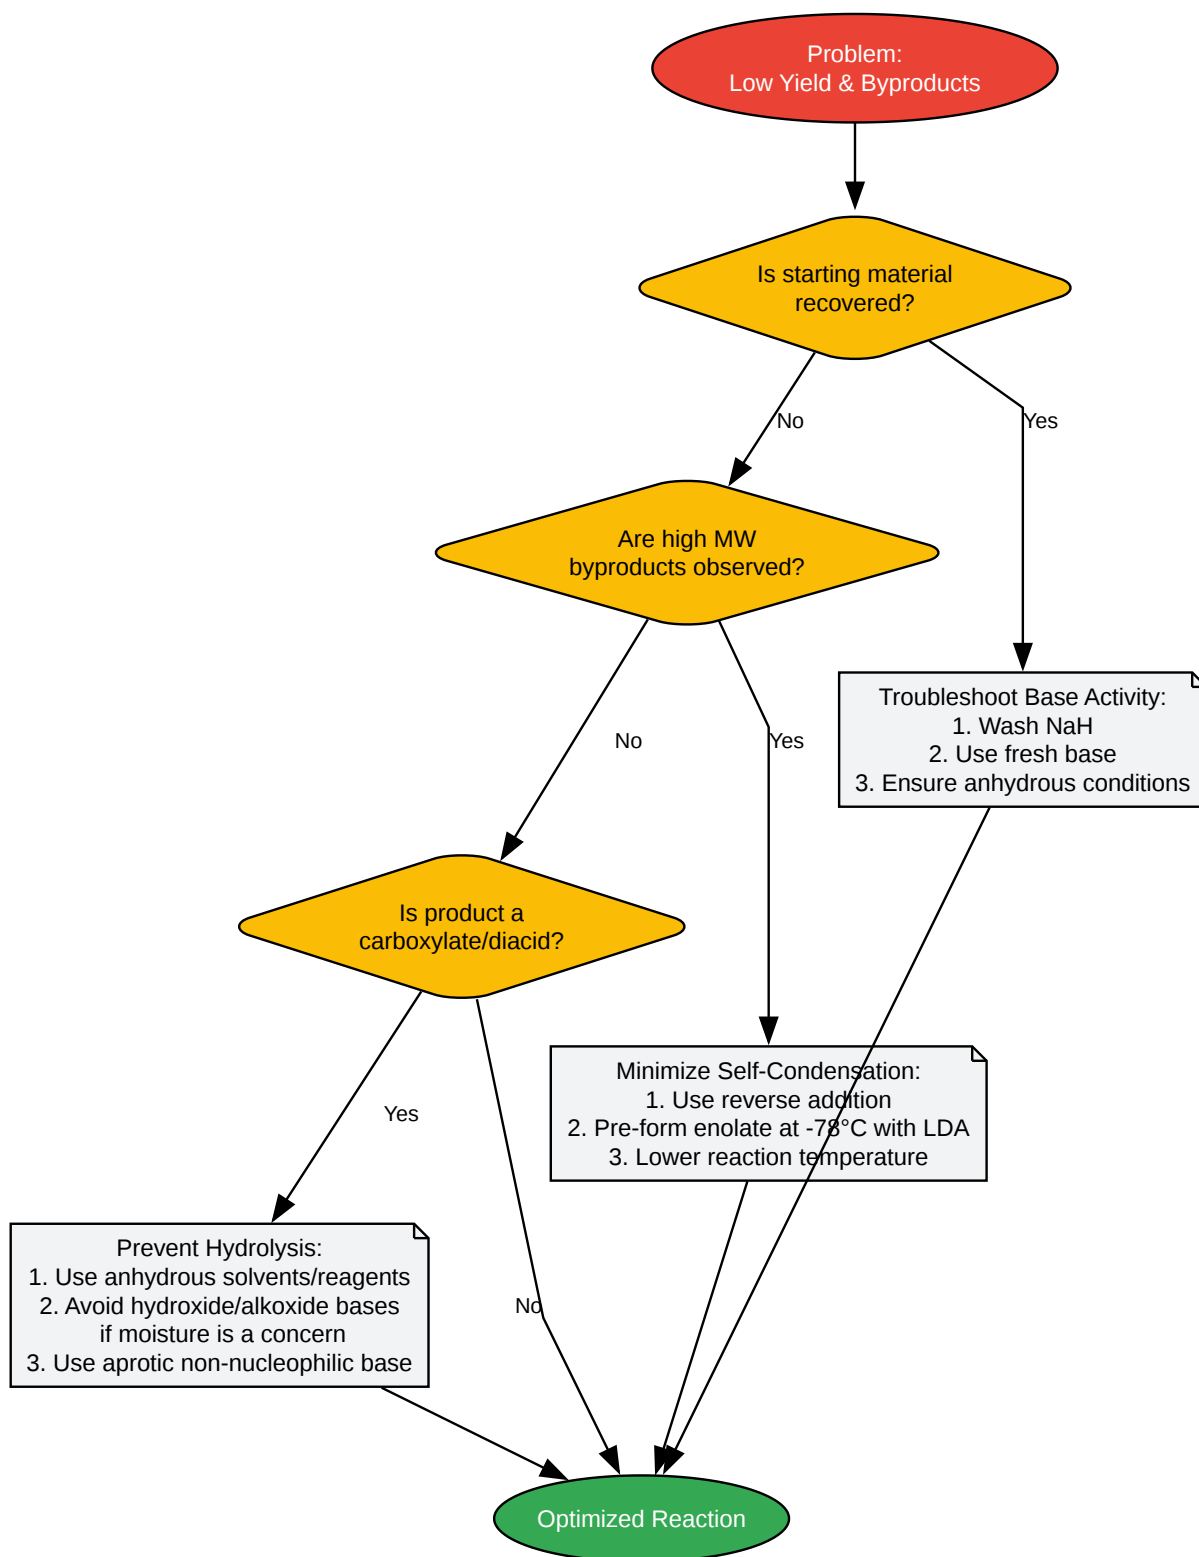 Problem:
Low Yield & Byproducts
Is starting material
recovered?
No
Yes
Are high MW
byproducts observed?
No
Yes
Troubleshoot Base Activity:
1. Wash NaH
2. Use fresh base
3. Ensure anhydrous conditions
Is product a
carboxylate/diacid?
Yes
No
Minimize Self-Condensation:
1. Use reverse addition
2. Pre-form enolate at -78°C with LDA
3. Lower reaction temperature
Prevent Hydrolysis:
1. Use anhydrous solvents/reagents
2. Avoid hydroxide/alkoxide bases
if moisture is a concern
3. Use aprotic non-nucleophilic base
Optimized Reaction